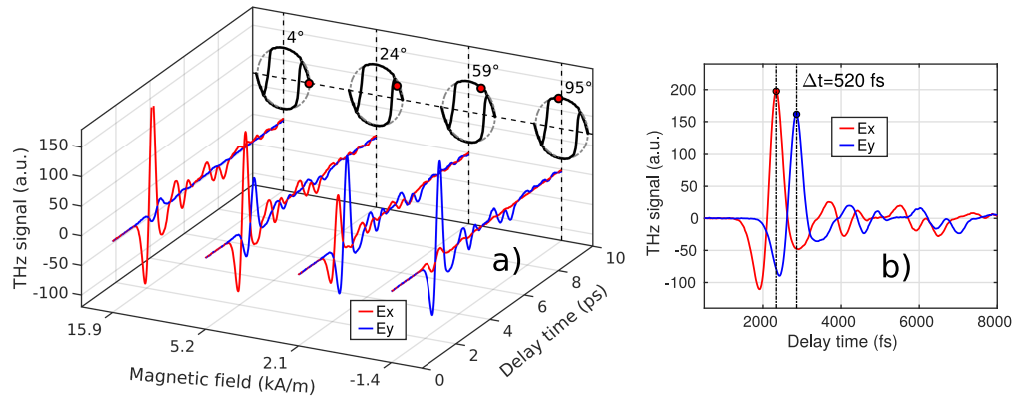 4°
24°
59°
95°
THz signal (a.u.)
150
100
50
0
-50
-100
15.9
5.2
2.1
-1.4
Magnetic field (kA/m)
0
2
4
6
8
10
Delay time (ps)
Ex
Ey
a)
Δt=520 fs
THz signal (a.u.)
200
150
100
50
0
-50
-100
Ex
Ey
b)
2000
4000
6000
8000
Delay time (fs)